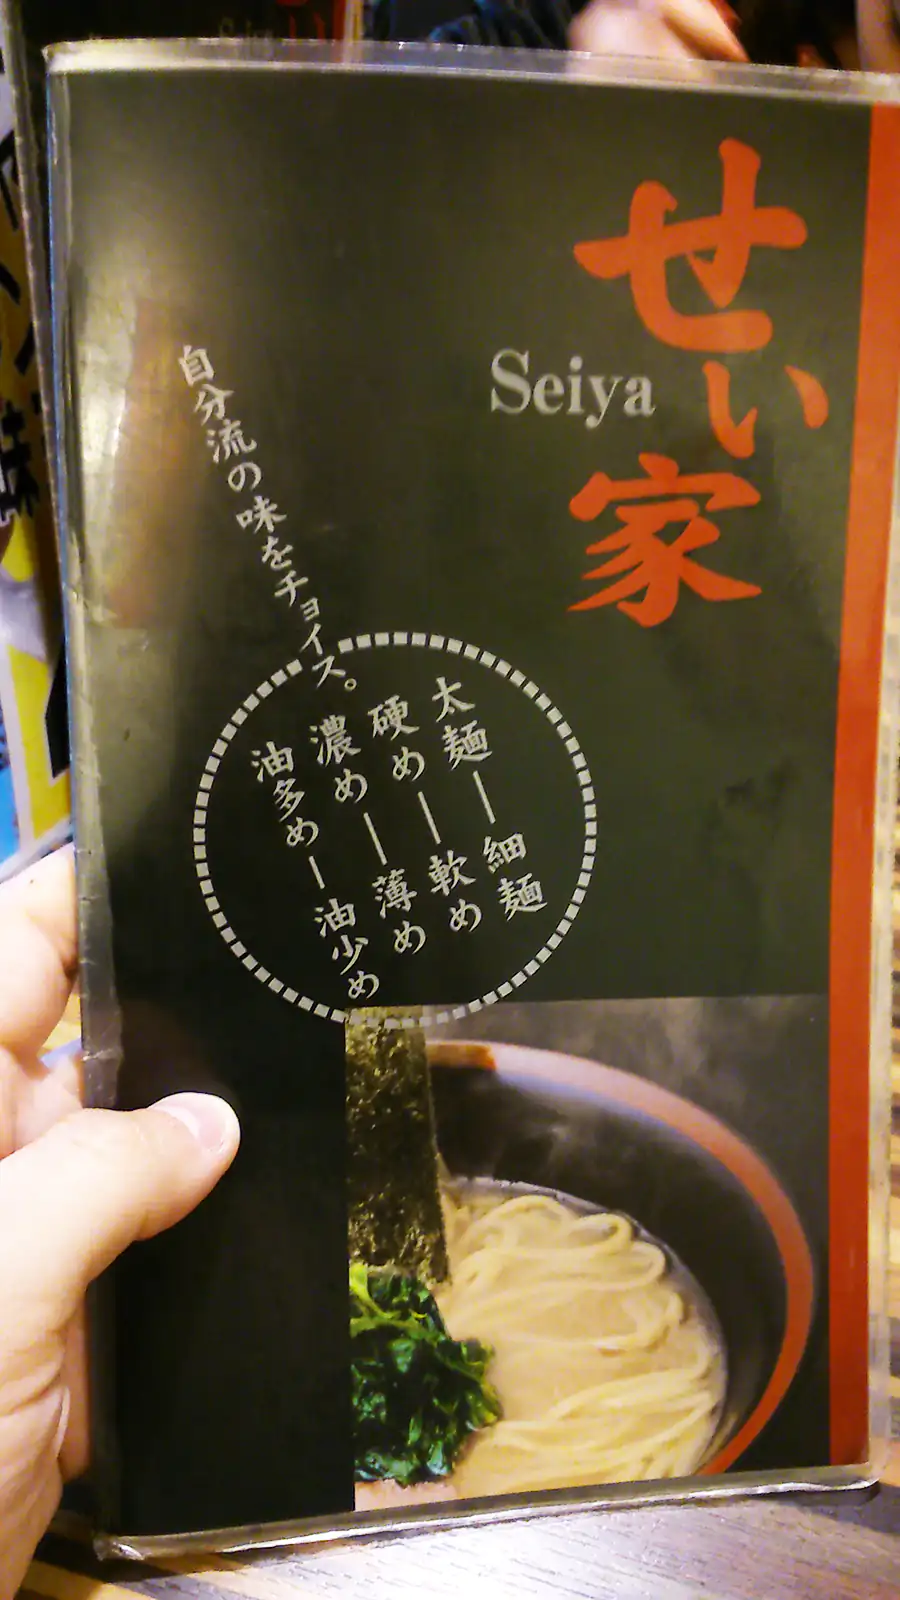 せい家
Seiya
自分流の味をチョイス。
太麺ー細麺
硬めー軟め
濃めー薄め
油多めー油少め